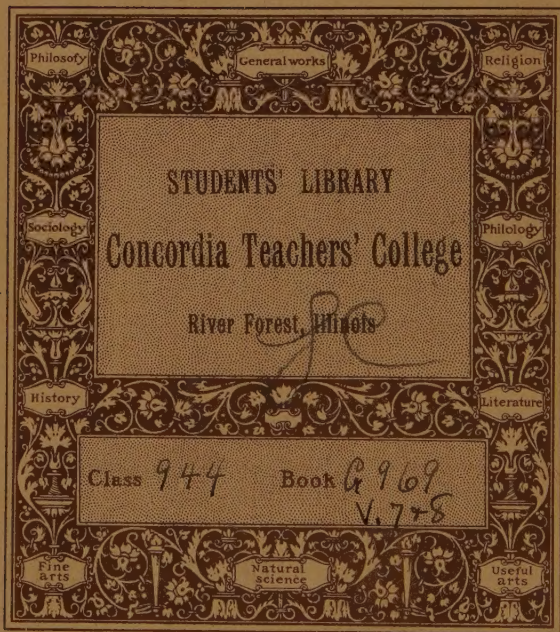 Philosofy
General works
Religion
STUDENTS' LIBRARY
Sociology
Philology
Concordia Teachers' College
River Forest, Illinois
History
Literature
Class 944 Book G969
V. 7+8
Fine
arts
Natural
science
Useful
arts